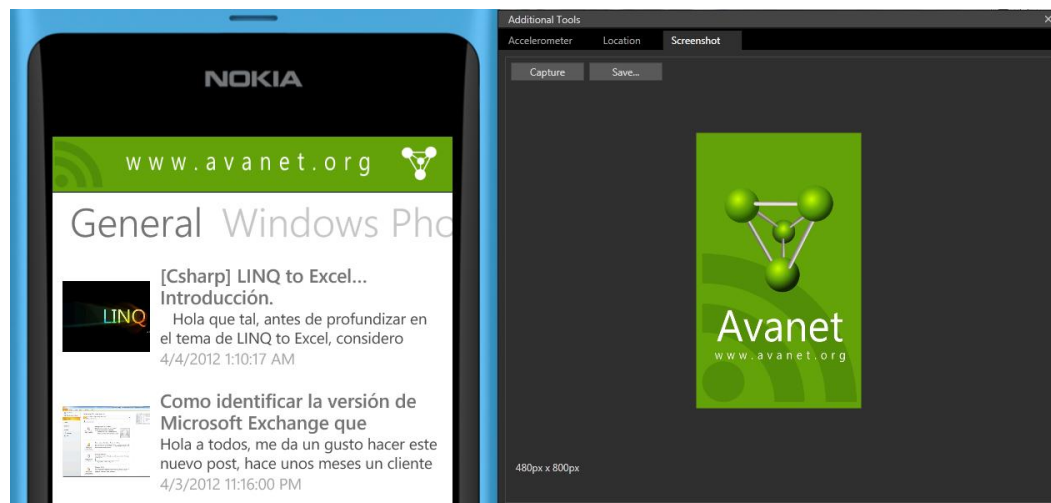 NOKIA
www.avanet.org
General Windows Pho
[Csharp] LINQ to Excel...
Introducción.
LINQ
Hola que tal, antes de profundizar en
el tema de LINQ to Excel, considero
4/4/2012 1:10:17 AM
Como identificar la versión de
Microsoft Exchange que
Hola a todos, me da un gusto hacer este
nuevo post, hace unos meses un cliente
4/3/2012 11:16:00 PM
Additional Tools
Accelerometer Location Screenshot
Capture Save...
Avanet
www.avanet.org
480px x 800px